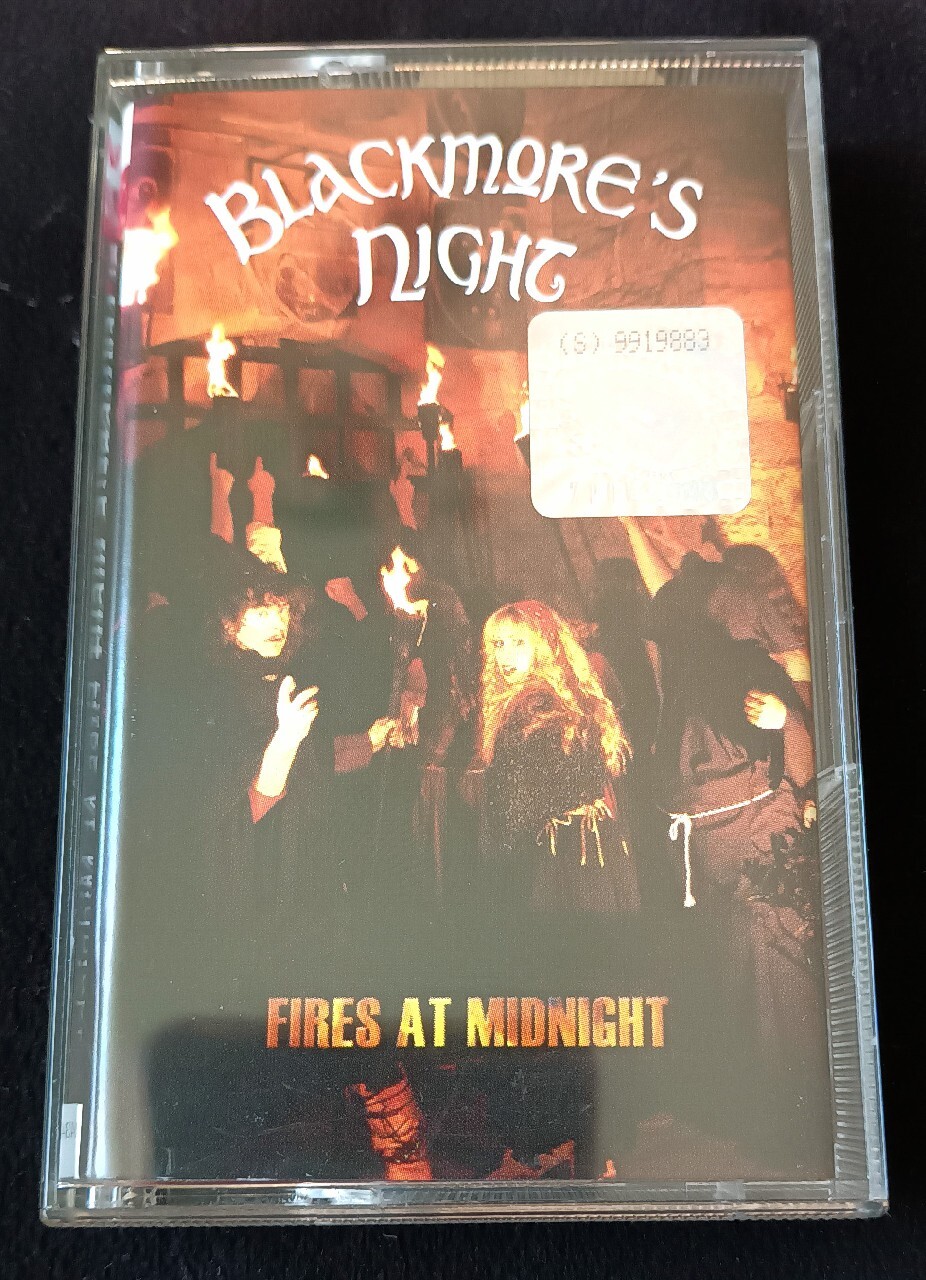 BLACKMORE'S
NIGHT
(S) 9919883
FIRES AT MIDNIGHT